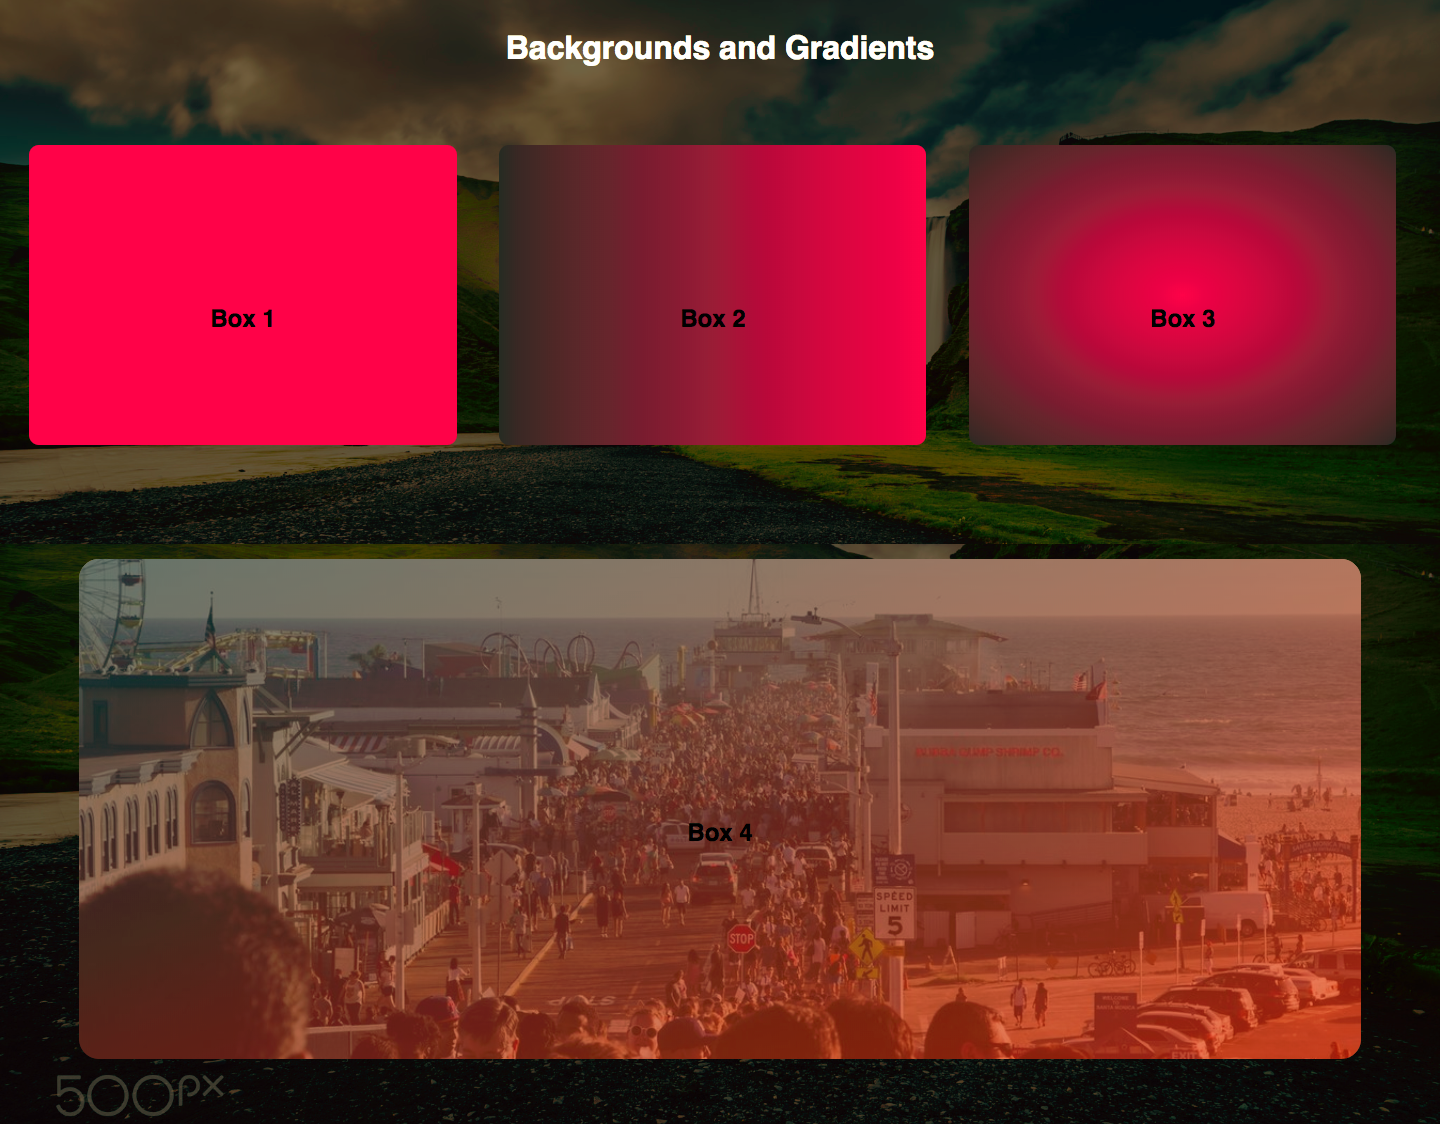 Backgrounds and Gradients
Box 1
Box 2
Box 3
BUBBA GUMP SHRIMP CO.
Box 4
SPEED
LIMIT
5
STOP
EXIT
500px